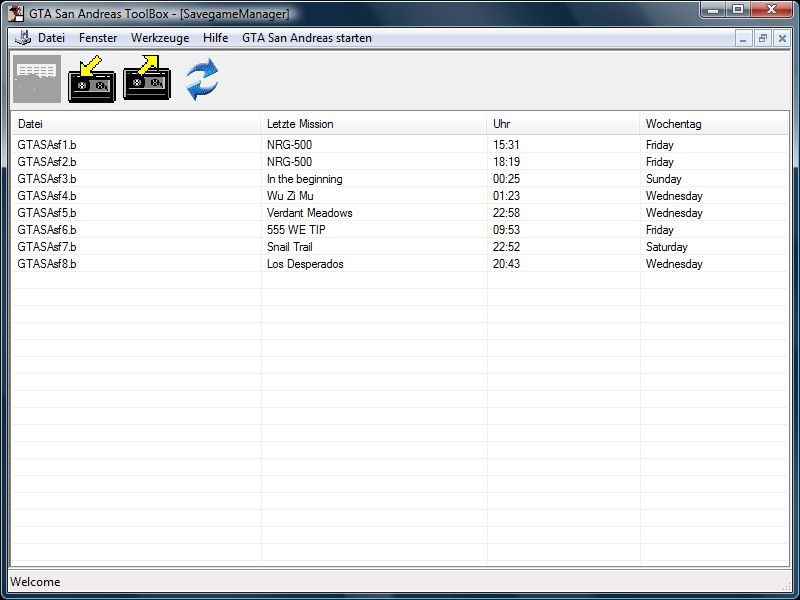 GTA San Andreas ToolBox - [SavegameManager]
Datei Fenster Werkzeuge Hilfe GTA San Andreas starten
Datei Letzte Mission Uhr Wochentag
GTASAsf1.b NRG-500 15:31 Friday
GTASAsf2.b NRG-500 18:19 Friday
GTASAsf3.b In the beginning 00:25 Sunday
GTASAsf4.b Wu Zi Mu 01:23 Wednesday
GTASAsf5.b Verdant Meadows 22:58 Wednesday
GTASAsf6.b 555 WE TIP 09:53 Friday
GTASAsf7.b Snail Trail 22:52 Saturday
GTASAsf8.b Los Desperados 20:43 Wednesday
Welcome